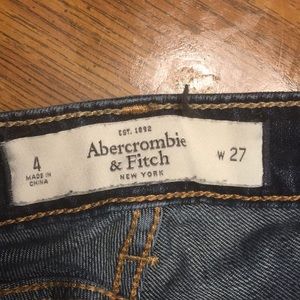 EST. 1892
Abercrombie
& Fitch
NEW YORK
4
MADE IN
CHINA
W 27